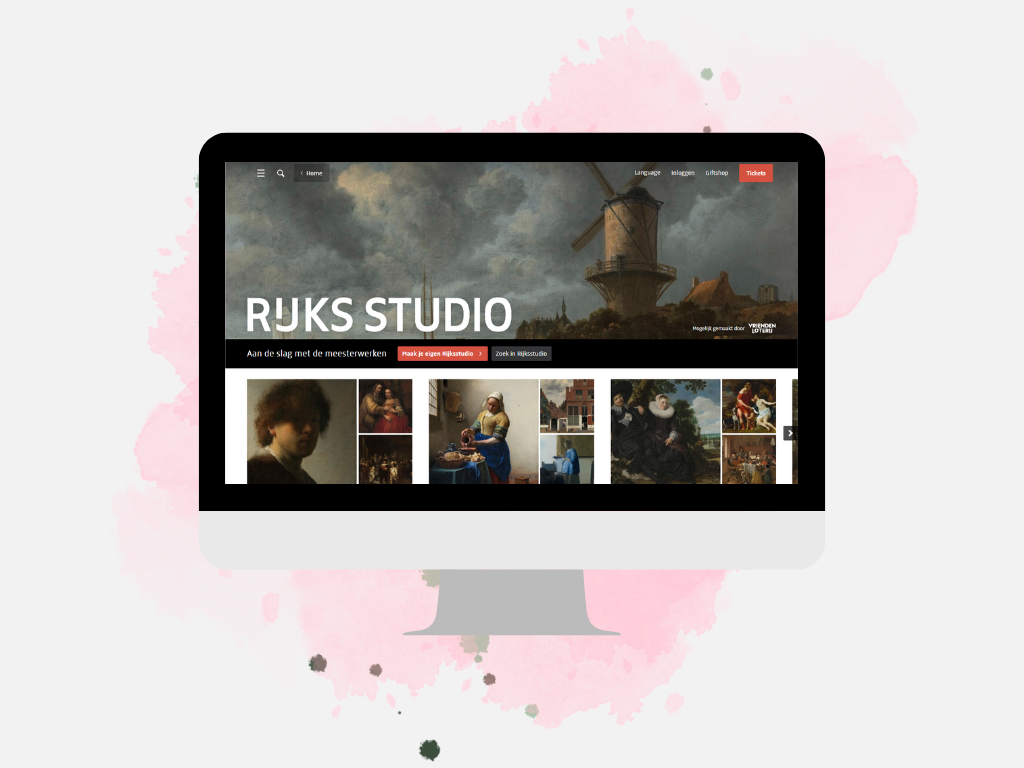 ‹ Home
Language Inloggen Giftshop Tickets
RIJKS STUDIO
Mogelijk gemaakt door VRIENDEN LOTERIJ
Aan de slag met de meesterwerken Maak je eigen Rijksstudio › Zoek in Rijksstudio